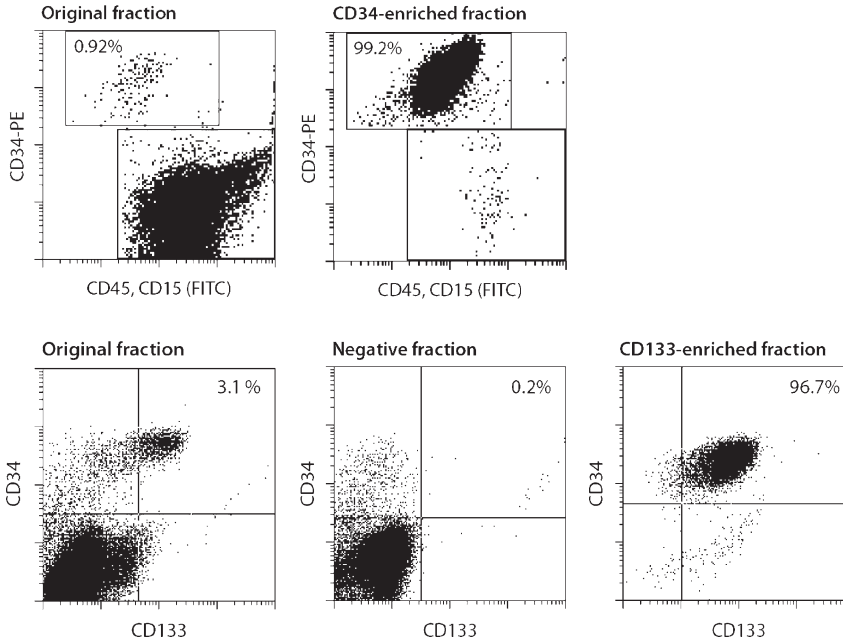 Original fraction
CD34-enriched fraction
0.92%
99.2%
CD34-PE
CD34-PE
CD45, CD15 (FITC)
CD45, CD15 (FITC)
Original fraction
Negative fraction
CD133-enriched fraction
3.1 %
0.2%
96.7%
CD34
CD34
CD34
CD133
CD133
CD133